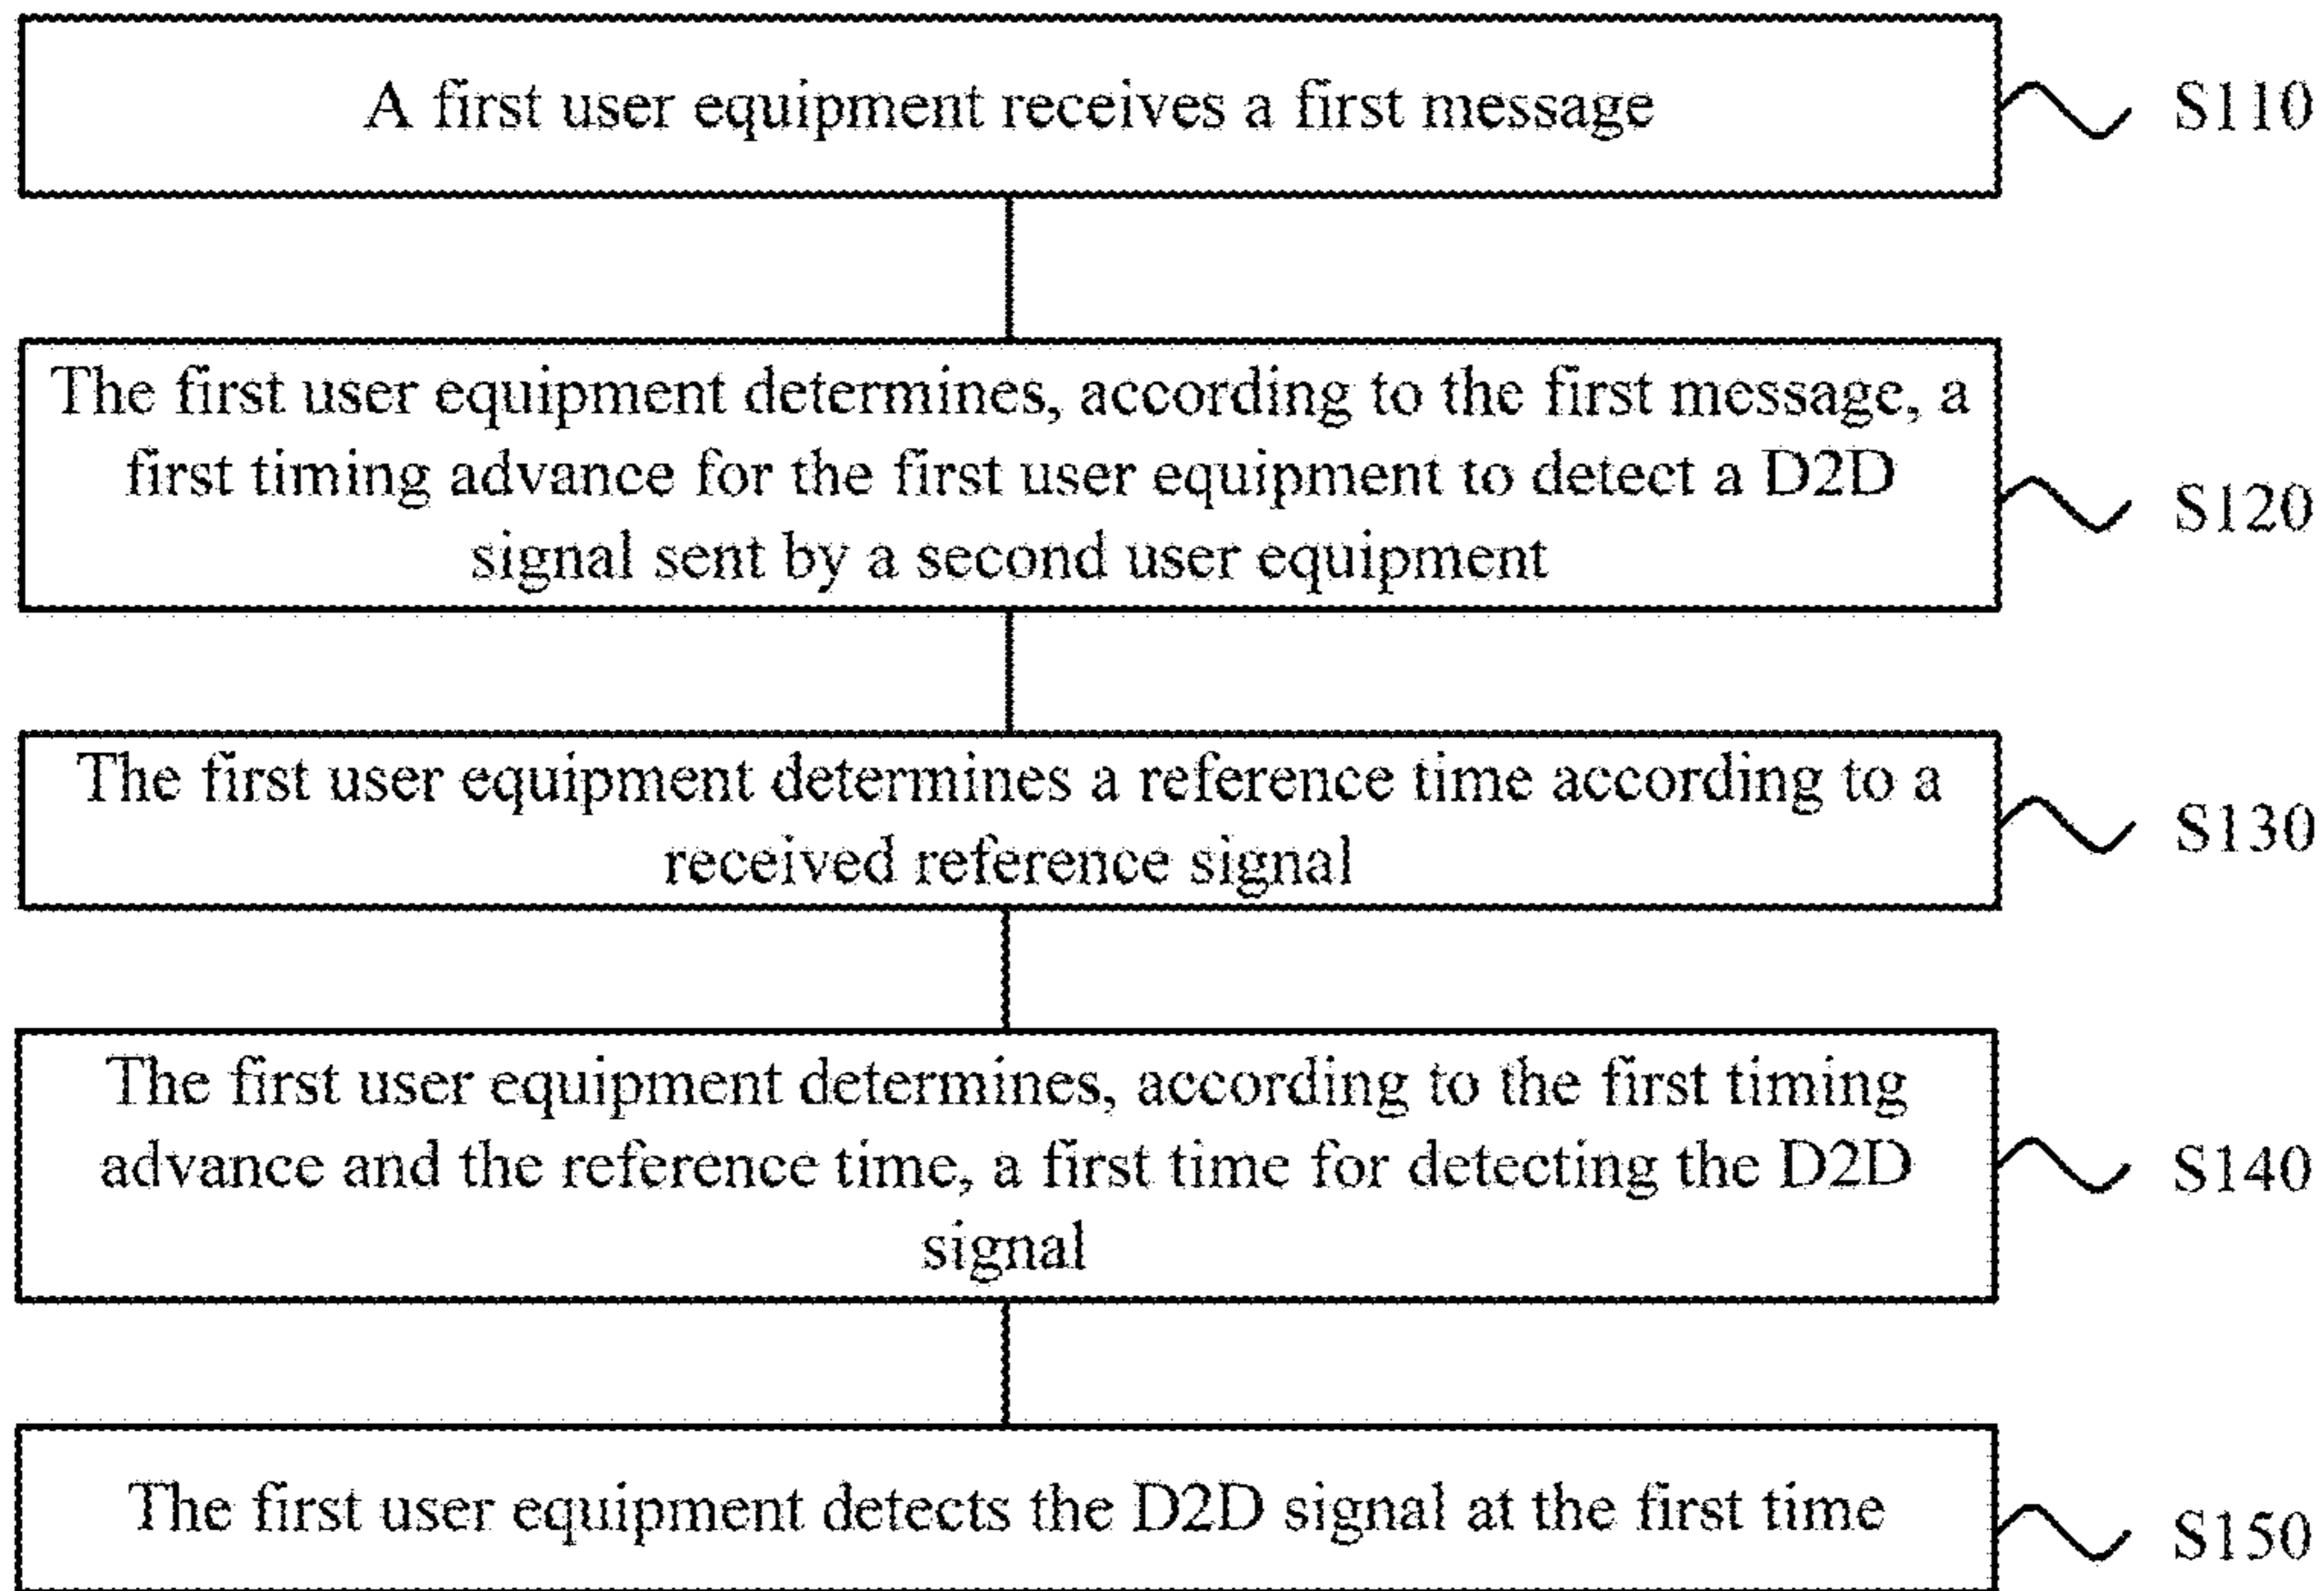 A first user equipment receives a first message
S110
The first user equipment determines, according to the first message, a
first timing advance for the first user equipment to detect a D2D
signal sent by a second user equipment
S120
The first user equipment determines a reference time according to a
received reference signal
S130
The first user equipment determines, according to the first timing
advance and the reference time, a first time for detecting the D2D
signal
S140
The first user equipment detects the D2D signal at the first time
S150